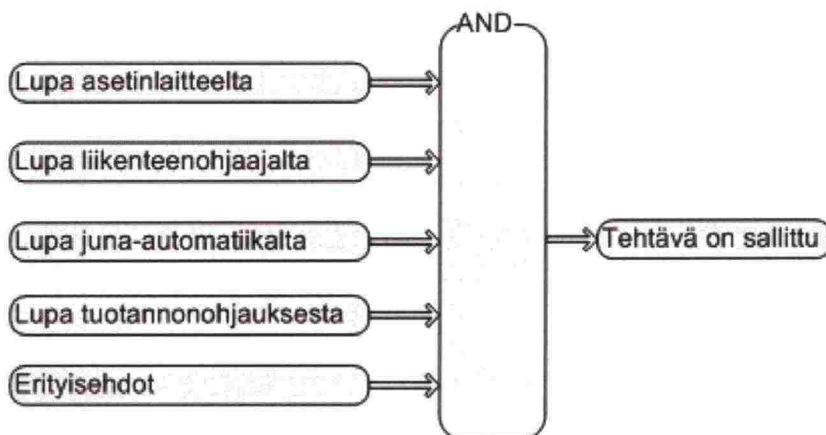 AND
Lupa asetinlaitteelta
Lupa liikenteenohjaajalta
Lupa juna-automatiikalta
Tehtävä on sallittu
Lupa tuotannonohjauksesta
Erityisehdot